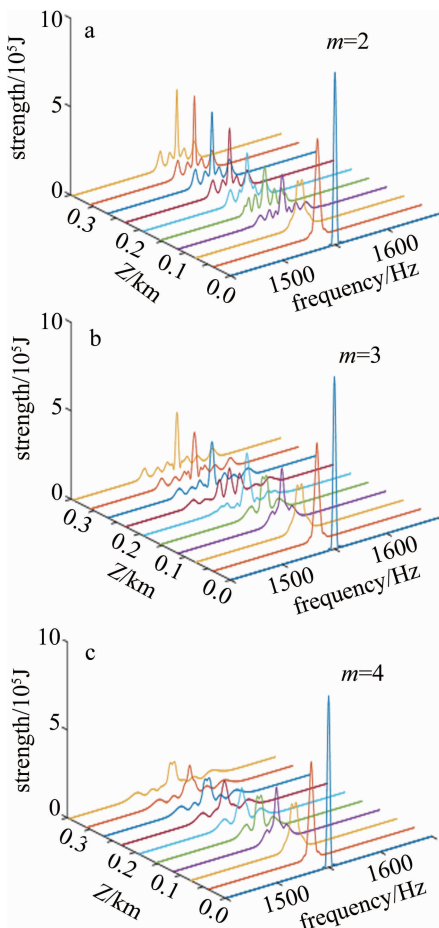 10
a
m=2
strength/10⁵J
5
0
0.3
0.2
0.1
0.0
Z/km
1500
1600
frequency/Hz
10
b
m=3
strength/10⁵J
5
0
0.3
0.2
0.1
0.0
Z/km
1500
1600
frequency/Hz
10
c
m=4
strength/10⁵J
5
0
0.3
0.2
0.1
0.0
Z/km
1500
1600
frequency/Hz